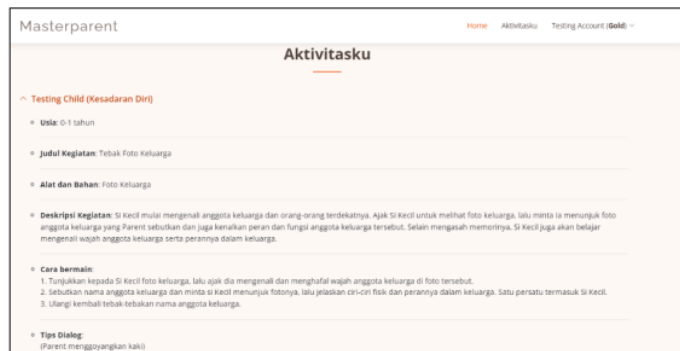 Masterparent
Home Aktivitasku Testing Account (Gold)
Aktivitasku
Testing Child (Kesadaran Diri)
Usia: 0-1 tahun
Judul Kegiatan: Tebak Foto Keluarga
Alat dan Bahan: Foto Keluarga
Deskripsi Kegiatan: Si Kecil mulai mengenali anggota keluarga dan orang-orang terdekatnya. Ajak Si Kecil untuk melihat foto keluarga, lalu minta ia menunjuk foto
anggota keluarga yang Parent sebutkan dan juga kenalkan peran dan fungsi anggota keluarga tersebut. Selain mengasah memorinya, Si Kecil juga akan belajar
mengenali wajah anggota keluarga serta perannya dalam keluarga.
Cara bermain:
1. Tunjukkan kepada Si Kecil foto keluarga, lalu ajak dia mengenali dan menghafal wajah anggota keluarga di foto tersebut.
2. Sebutkan nama anggota keluarga dan minta si Kecil menunjuk fotonya, lalu jelaskan ciri-ciri fisik dan perannya dalam keluarga. Satu persatu termasuk Si Kecil.
3. Ulangi kembali tebak-tebakan nama anggota keluarga.
Tips Dialog:
(Parent menggoyangkan kaki)